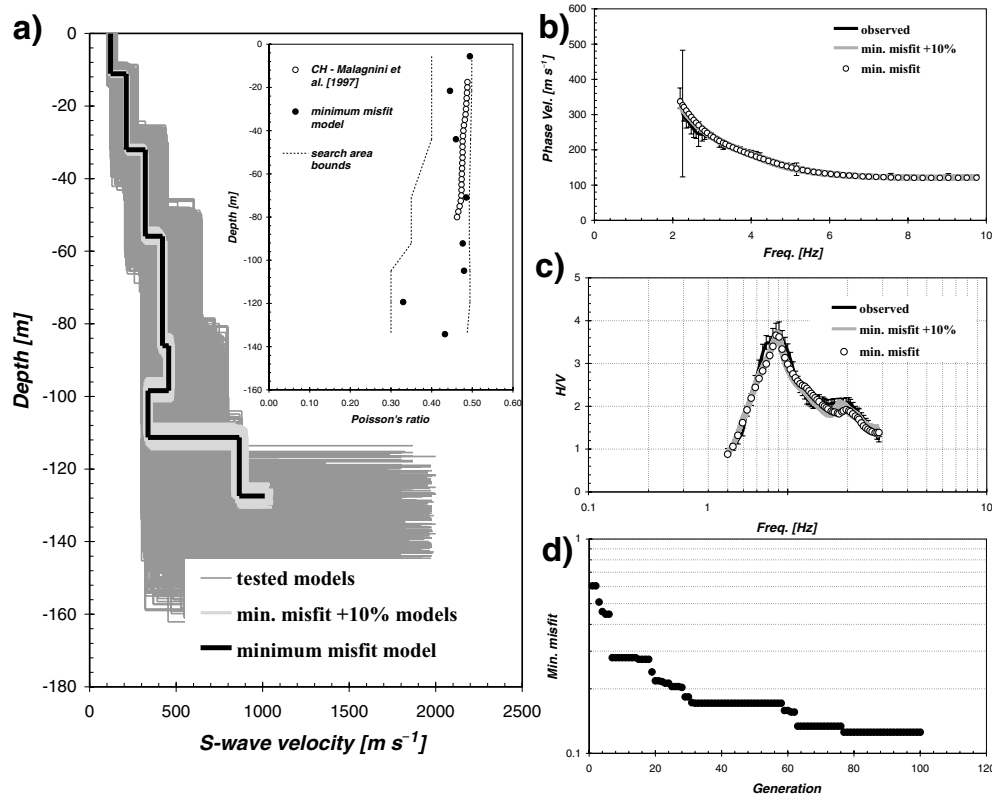 a)
0
-20
-40
-60
-80
-100
-120
-140
-160
-180
Depth [m]
0
500
1000
1500
2000
2500
S-wave velocity [m s⁻¹]
tested models
min. misfit +10% models
minimum misfit model
0
-20
-40
-60
-80
-100
-120
-140
-160
Depth [m]
0.00
0.10
0.20
0.30
0.40
0.50
0.60
Poisson's ratio
CH - Malagnini et
al. [1997]
minimum misfit
model
search area
bounds
b)
600
500
400
300
200
100
0
Phase Vel. [m s⁻¹]
0
2
4
6
8
10
Freq. [Hz]
observed
min. misfit +10%
min. misfit
c)
5
4
3
2
1
0
H/V
0.1
1
10
Freq. [Hz]
observed
min. misfit +10%
min. misfit
d)
1
0.1
Min. misfit
0
20
40
60
80
100
120
Generation